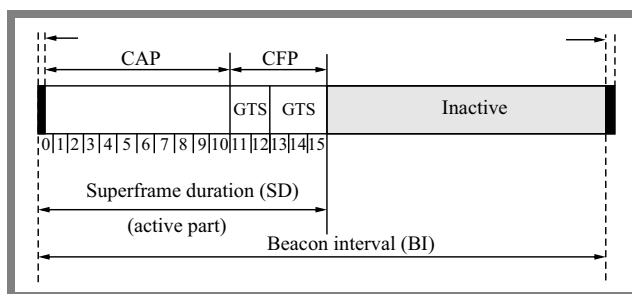 CAP CFP
GTS GTS Inactive
0 1 2 3 4 5 6 7 8 9 10 11 12 13 14 15
Superframe duration (SD)
(active part)
Beacon interval (BI)